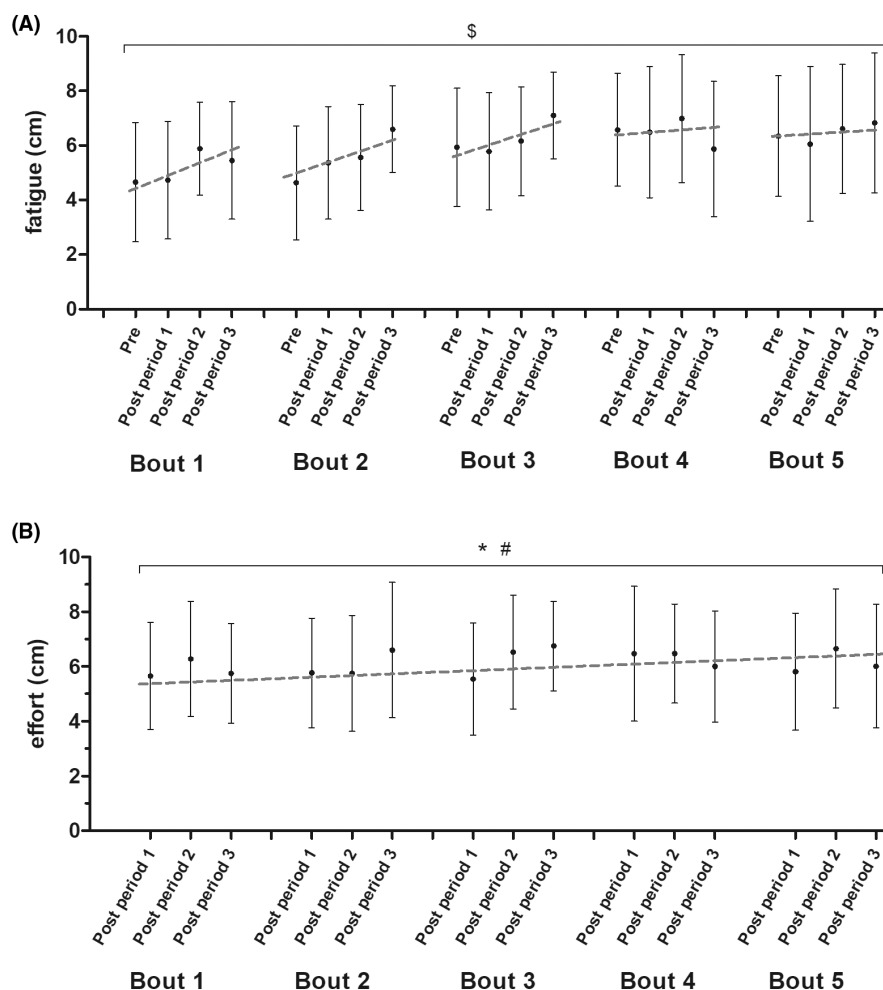 (A)
$
10
8
6
4
2
0
fatigue (cm)
Pre
Post period 1
Post period 2
Post period 3
Pre
Post period 1
Post period 2
Post period 3
Pre
Post period 1
Post period 2
Post period 3
Pre
Post period 1
Post period 2
Post period 3
Pre
Post period 1
Post period 2
Post period 3
Bout 1 Bout 2 Bout 3 Bout 4 Bout 5
(B)
* #
10
8
6
4
2
0
effort (cm)
Post period 1
Post period 2
Post period 3
Post period 1
Post period 2
Post period 3
Post period 1
Post period 2
Post period 3
Post period 1
Post period 2
Post period 3
Post period 1
Post period 2
Post period 3
Bout 1 Bout 2 Bout 3 Bout 4 Bout 5